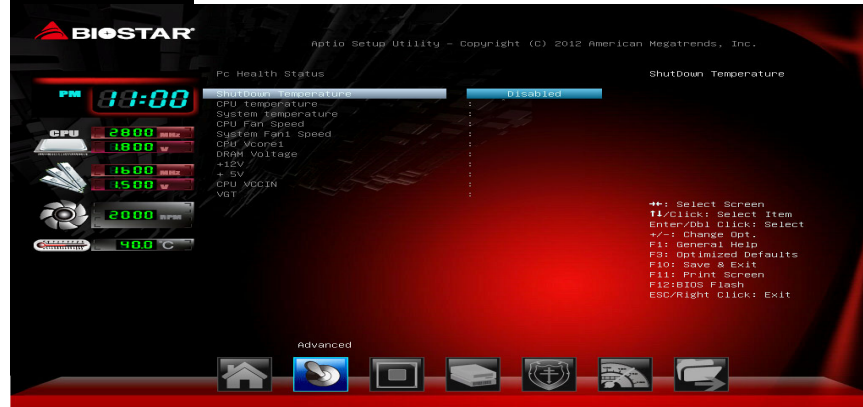 BIOSTAR
Aptio Setup Utility – Copyright (C) 2012 American Megatrends, Inc.
Pc Health Status
ShutDown Temperature Disabled
CPU temperature :
System temperature :
CPU Fan Speed :
System Fan1 Speed :
CPU Vcore1 :
DRAM Voltage :
+12V :
+ 5V :
CPU VCCIN :
VGT :
ShutDown Temperature
→←: Select Screen
↑↓/Click: Select Item
Enter/Dbl Click: Select
+/-: Change Opt.
F1: General Help
F3: Optimized Defaults
F10: Save & Exit
F11: Print Screen
F12:BIOS Flash
ESC/Right Click: Exit
PM 11:00
CPU 2800 MHz
1.800 V
1600 MHz
1.500 V
2000 RPM
40.0 °C
Advanced